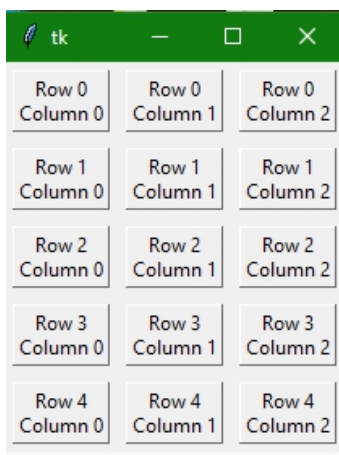 tk
Row 0 Row 0 Row 0
Column 0 Column 1 Column 2
Row 1 Row 1 Row 1
Column 0 Column 1 Column 2
Row 2 Row 2 Row 2
Column 0 Column 1 Column 2
Row 3 Row 3 Row 3
Column 0 Column 1 Column 2
Row 4 Row 4 Row 4
Column 0 Column 1 Column 2